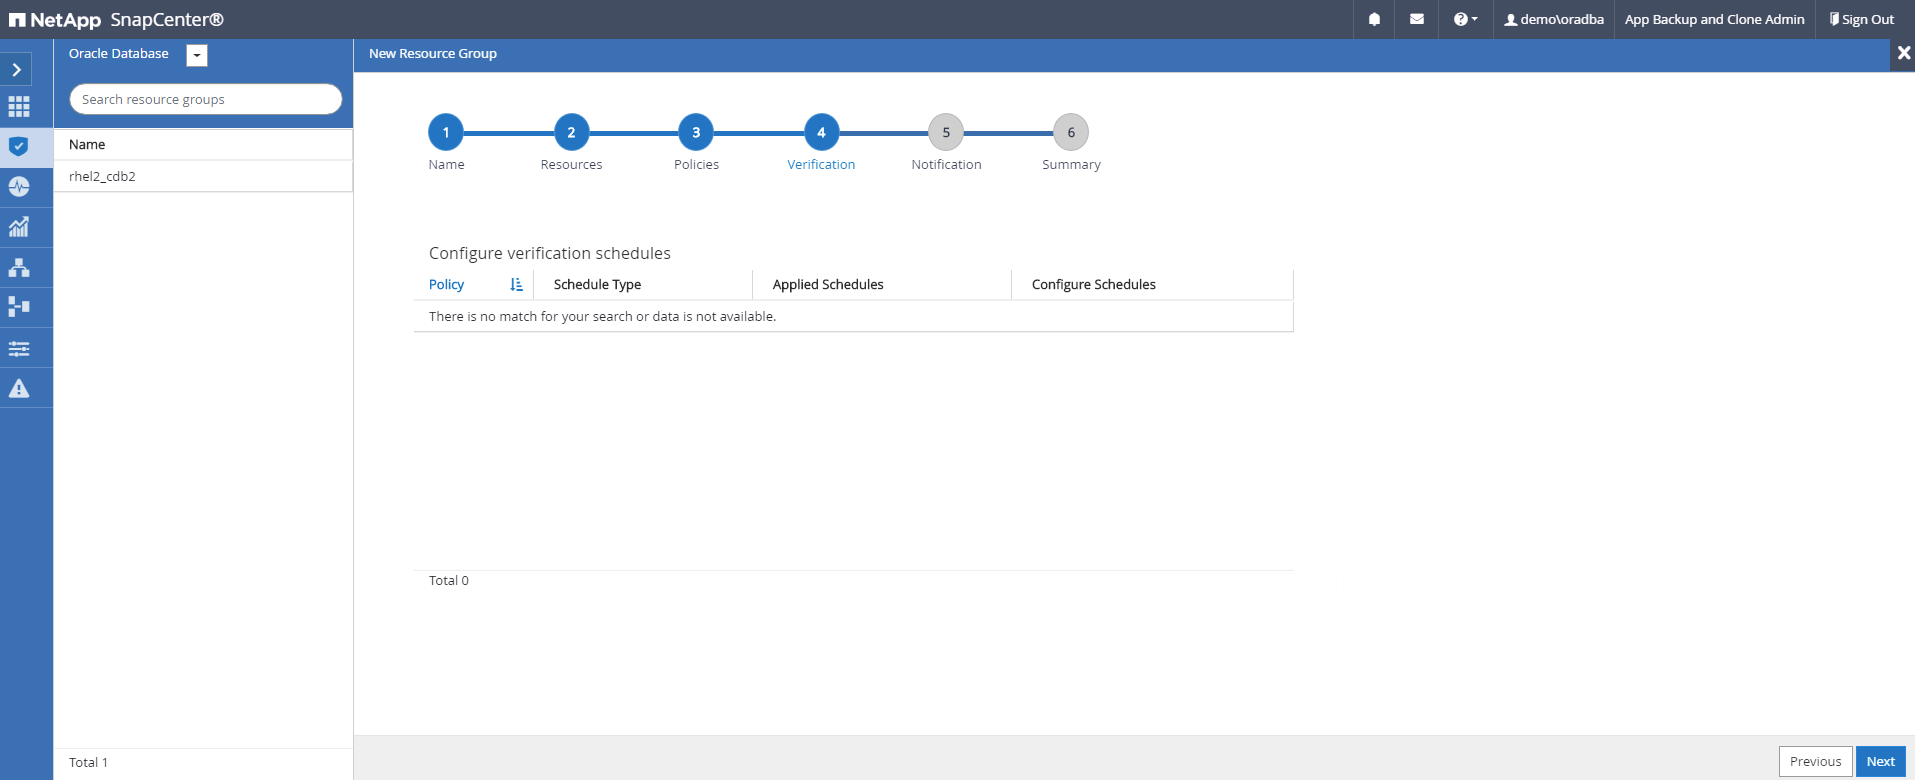 NetApp SnapCenter®
demo\oradba
App Backup and Clone Admin
Sign Out
Oracle Database
New Resource Group
Search resource groups
Name
rhel2_cdb2
Total 1
1 2 3 4 5 6
Name Resources Policies Verification Notification Summary
Configure verification schedules
Policy Schedule Type Applied Schedules Configure Schedules
There is no match for your search or data is not available.
Total 0
Previous Next